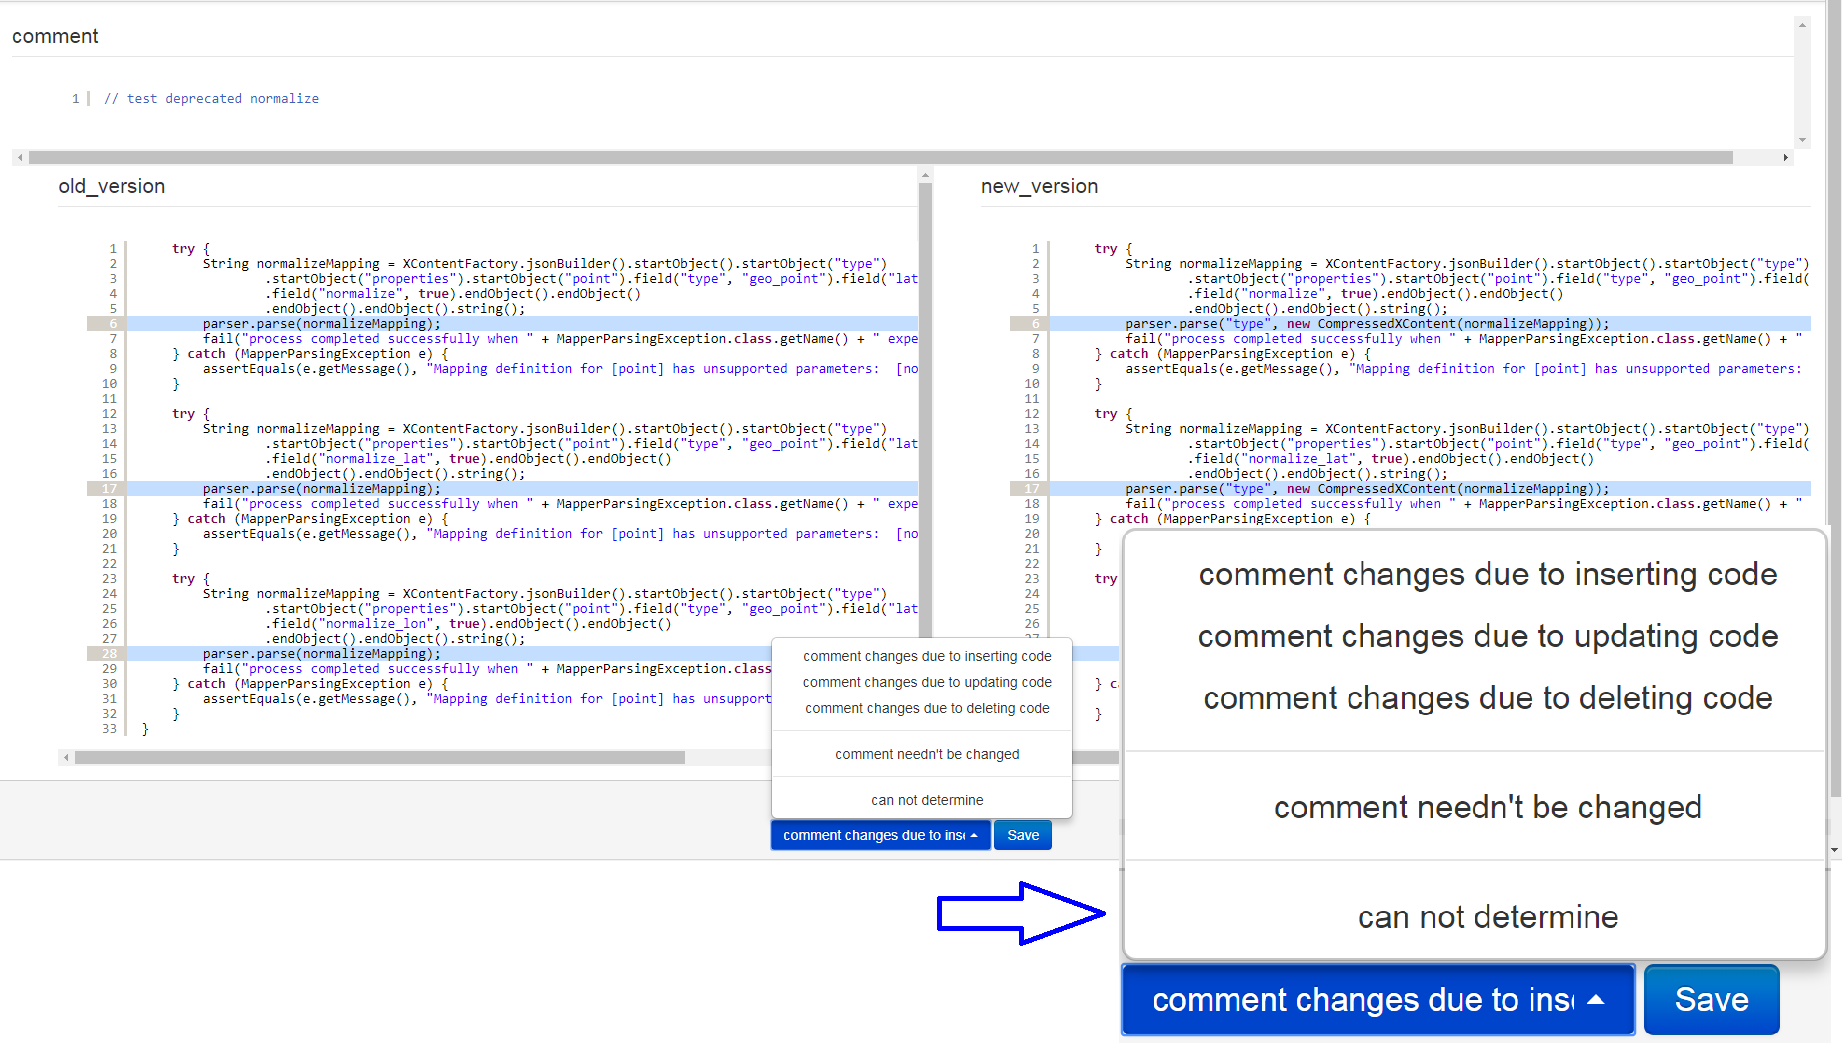 comment
1 // test deprecated normalize
old_version
1 try {
2 String normalizeMapping = XContentFactory.jsonBuilder().startObject().startObject("type")
3 .startObject("properties").startObject("point").field("type", "geo_point").field("lat
4 .field("normalize", true).endObject().endObject()
5 .endObject().endObject().string();
6 parser.parse(normalizeMapping);
7 fail("process completed successfully when " + MapperParsingException.class.getName() + " expe
8 } catch (MapperParsingException e) {
9 assertEquals(e.getMessage(), "Mapping definition for [point] has unsupported parameters:  [no
10 }
11
12 try {
13 String normalizeMapping = XContentFactory.jsonBuilder().startObject().startObject("type")
14 .startObject("properties").startObject("point").field("type", "geo_point").field("lat
15 .field("normalize_lat", true).endObject().endObject()
16 .endObject().endObject().string();
17 parser.parse(normalizeMapping);
18 fail("process completed successfully when " + MapperParsingException.class.getName() + " expe
19 } catch (MapperParsingException e) {
20 assertEquals(e.getMessage(), "Mapping definition for [point] has unsupported parameters:  [no
21 }
22
23 try {
24 String normalizeMapping = XContentFactory.jsonBuilder().startObject().startObject("type")
25 .startObject("properties").startObject("point").field("type", "geo_point").field("lat
26 .field("normalize_lon", true).endObject().endObject()
27 .endObject().endObject().string();
28 parser.parse(normalizeMapping);
29 fail("process completed successfully when " + MapperParsingException.class
30 } catch (MapperParsingException e) {
31 assertEquals(e.getMessage(), "Mapping definition for [point] has unsupport
32 }
33 }
new_version
1 try {
2 String normalizeMapping = XContentFactory.jsonBuilder().startObject().startObject("type")
3 .startObject("properties").startObject("point").field("type", "geo_point").field(
4 .field("normalize", true).endObject().endObject()
5 .endObject().endObject().string();
6 parser.parse("type", new CompressedXContent(normalizeMapping));
7 fail("process completed successfully when " + MapperParsingException.class.getName() + "
8 } catch (MapperParsingException e) {
9 assertEquals(e.getMessage(), "Mapping definition for [point] has unsupported parameters:
10 }
11
12 try {
13 String normalizeMapping = XContentFactory.jsonBuilder().startObject().startObject("type")
14 .startObject("properties").startObject("point").field("type", "geo_point").field(
15 .field("normalize_lat", true).endObject().endObject()
16 .endObject().endObject().string();
17 parser.parse("type", new CompressedXContent(normalizeMapping));
18 fail("process completed successfully when " + MapperParsingException.class.getName() + "
19 } catch (MapperParsingException e) {
20
21 }
22
23 try
24
25
26
27
} c
}
comment changes due to inserting code
comment changes due to updating code
comment changes due to deleting code
comment needn't be changed
can not determine
comment changes due to ins
Save
comment changes due to inserting code
comment changes due to updating code
comment changes due to deleting code
comment needn't be changed
can not determine
comment changes due to ins
Save